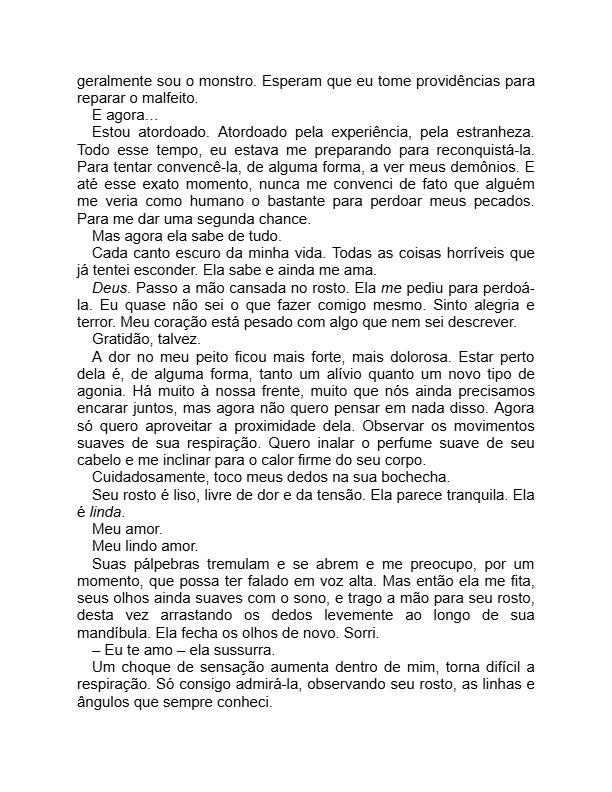 geralmente sou o monstro. Esperam que eu tome providências para
reparar o malfeito.
E agora…
Estou atordoado. Atordoado pela experiência, pela estranheza.
Todo esse tempo, eu estava me preparando para reconquistá-la.
Para tentar convencê-la, de alguma forma, a ver meus demônios. E
até esse exato momento, nunca me convenci de fato que alguém
me veria como humano o bastante para perdoar meus pecados.
Para me dar uma segunda chance.
Mas agora ela sabe de tudo.
Cada canto escuro da minha vida. Todas as coisas horríveis que
já tentei esconder. Ela sabe e ainda me ama.
Deus. Passo a mão cansada no rosto. Ela me pediu para perdoá-
la. Eu quase não sei o que fazer comigo mesmo. Sinto alegria e
terror. Meu coração está pesado com algo que nem sei descrever.
Gratidão, talvez.
A dor no meu peito ficou mais forte, mais dolorosa. Estar perto
dela é, de alguma forma, tanto um alívio quanto um novo tipo de
agonia. Há muito à nossa frente, muito que nós ainda precisamos
encarar juntos, mas agora não quero pensar em nada disso. Agora
só quero aproveitar a proximidade dela. Observar os movimentos
suaves de sua respiração. Quero inalar o perfume suave de seu
cabelo e me inclinar para o calor firme do seu corpo.
Cuidadosamente, toco meus dedos na sua bochecha.
Seu rosto é liso, livre de dor e da tensão. Ela parece tranquila. Ela
é linda.
Meu amor.
Meu lindo amor.
Suas pálpebras tremulam e se abrem e me preocupo, por um
momento, que possa ter falado em voz alta. Mas então ela me fita,
seus olhos ainda suaves com o sono, e trago a mão para seu rosto,
desta vez arrastando os dedos levemente ao longo de sua
mandíbula. Ela fecha os olhos de novo. Sorri.
– Eu te amo – ela sussurra.
Um choque de sensação aumenta dentro de mim, torna difícil a
respiração. Só consigo admirá-la, observando seu rosto, as linhas e
ângulos que sempre conheci.